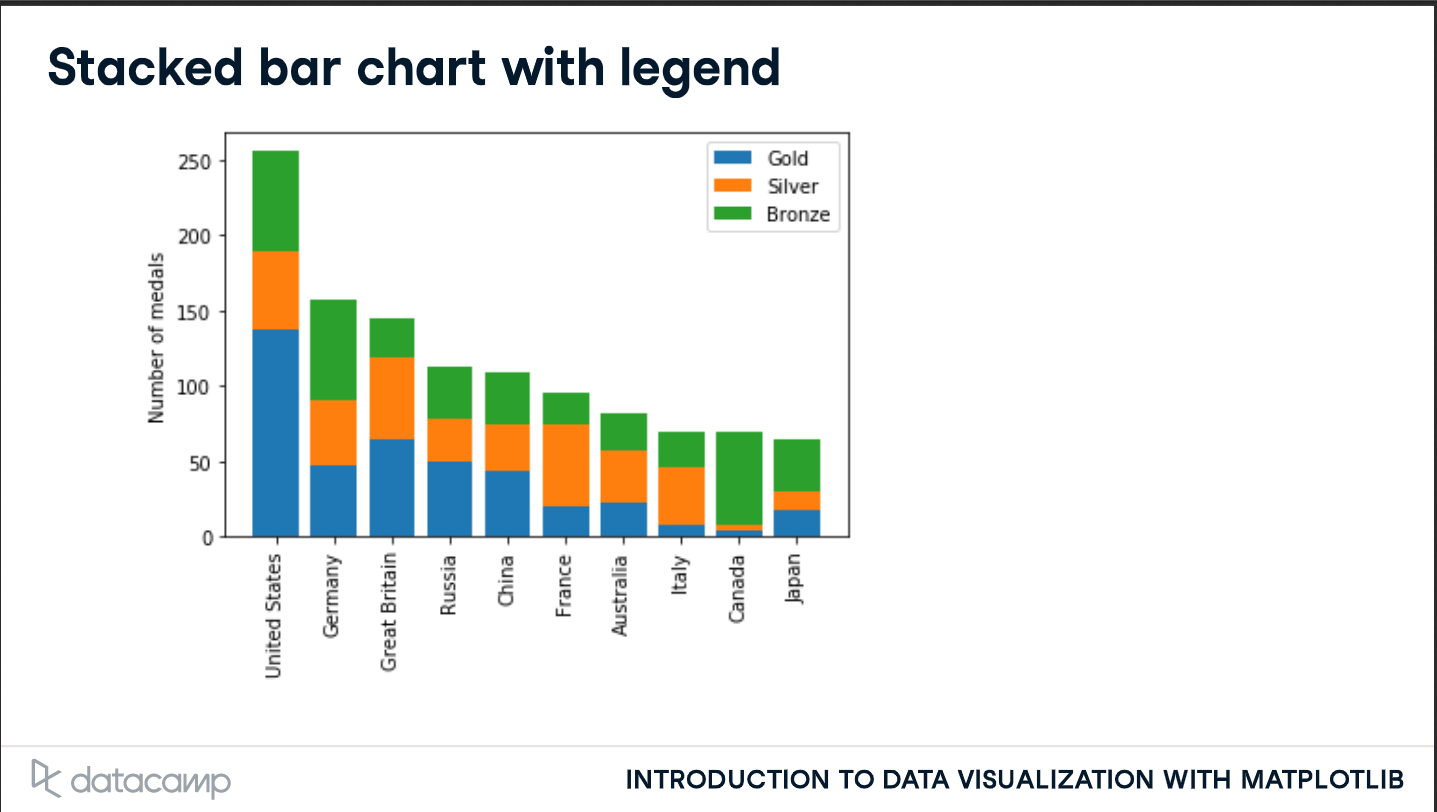 Stacked bar chart with legend
Number of medals
250
200
150
100
50
0
Gold
Silver
Bronze
United States
Germany
Great Britain
Russia
China
France
Australia
Italy
Canada
Japan
datacamp
INTRODUCTION TO DATA VISUALIZATION WITH MATPLOTLIB